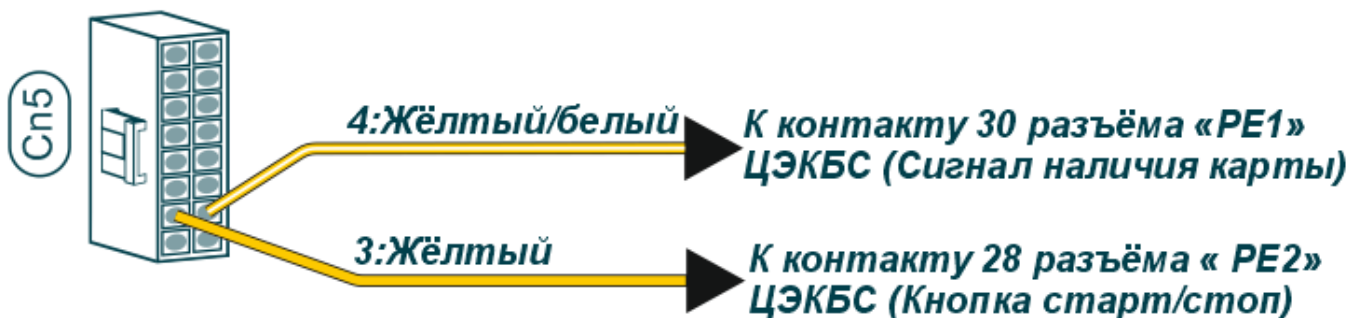 Сп5
4:Жёлтый/белый
К контакту 30 разъёма «РЕ1»
ЦЭКБС (Сигнал наличия карты)
3:Жёлтый
К контакту 28 разъёма « РЕ2»
ЦЭКБС (Кнопка старт/стоп)